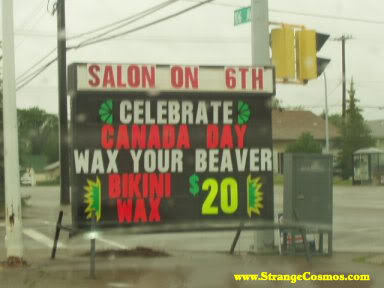 SALON ON 6TH
CELEBRATE
CANADA DAY
WAX YOUR BEAVER
BIKINI
WAX
$20
www.StrangeCosmos.com